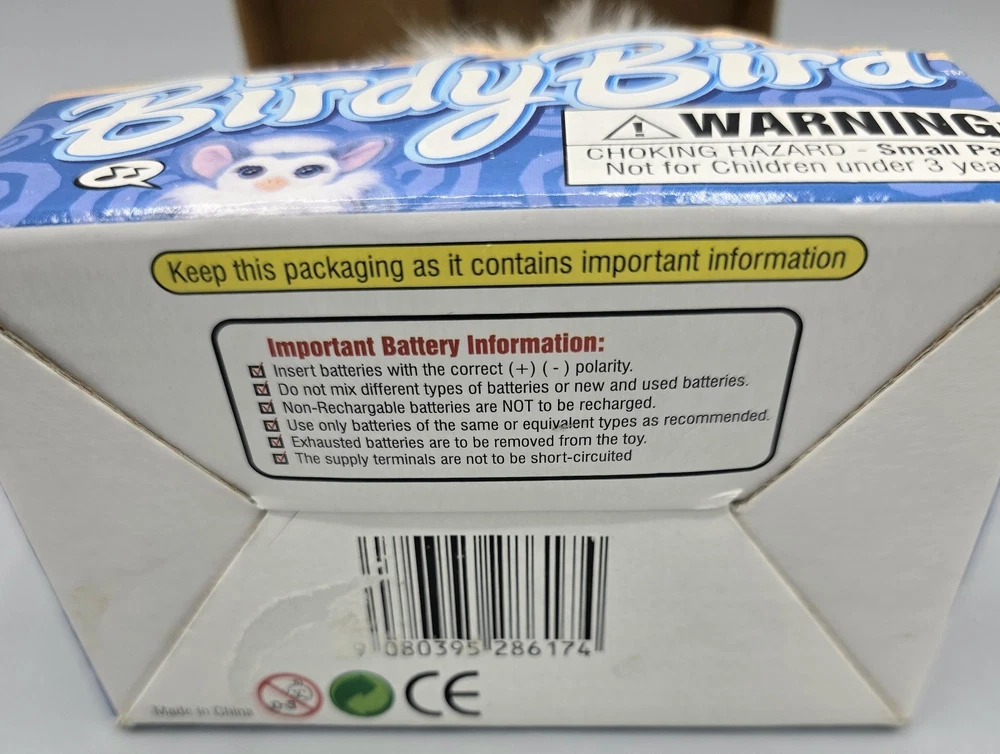 BirdyBird™
WARNING:
CHOKING HAZARD - Small Pa
Not for Children under 3 yea
Keep this packaging as it contains important information
Important Battery Information:
Insert batteries with the correct (+) ( - ) polarity.
Do not mix different types of batteries or new and used batteries.
Non-Rechargable batteries are NOT to be recharged.
Use only batteries of the same or equivalent types as recommended.
Exhausted batteries are to be removed from the toy.
The supply terminals are not to be short-circuited
9 080395 286174
Made in China
CE